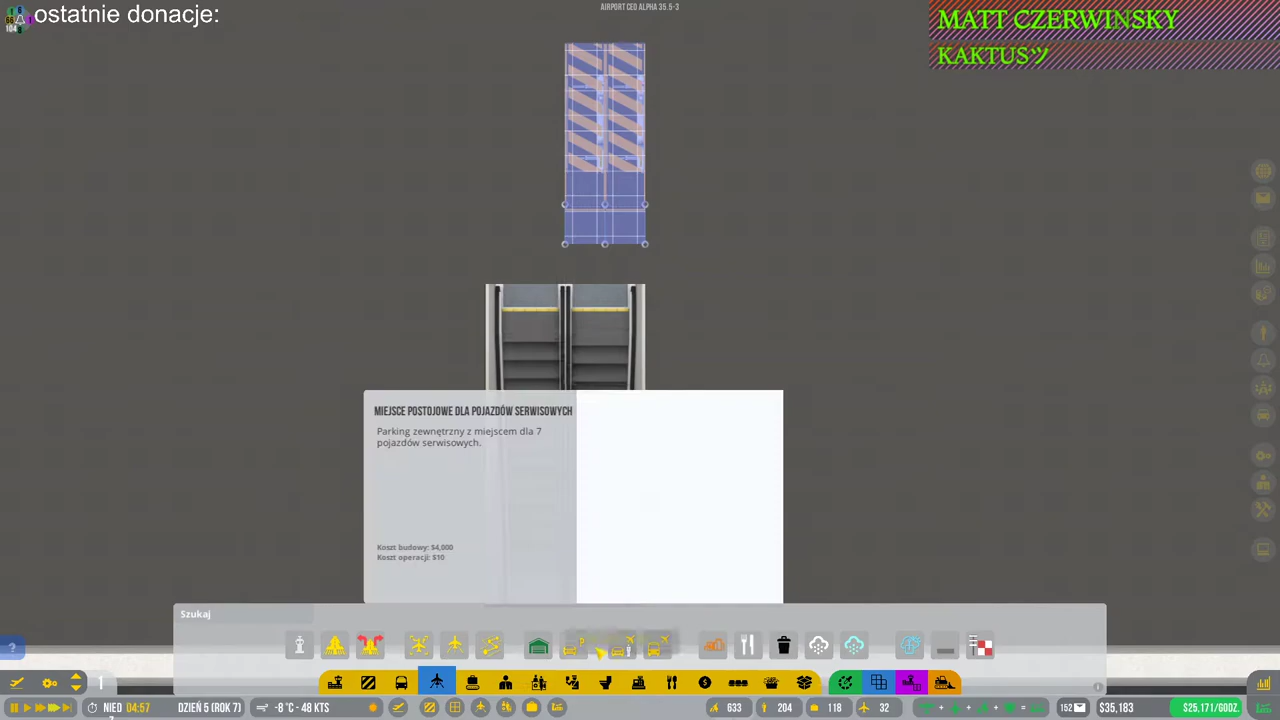 ostatnie donacje:
AIRPORT CEO ALPHA 35.5-3
MATT CZERWINSKY
KAKTUSツ
MIEJSCE POSTOJOWE DLA POJAZDÓW SERWISOWYCH
Parking zewnętrzny z miejscem dla 7
pojazdów serwisowych.
Koszt budowy: $4,000
Koszt operacji: $10
Szukaj
?
1
NIED 04:57
DZIEŃ 5 (ROK 7)
-8 °C - 48 KTS
633
204
118
32
152
$35,183
$25.171/GODZ.